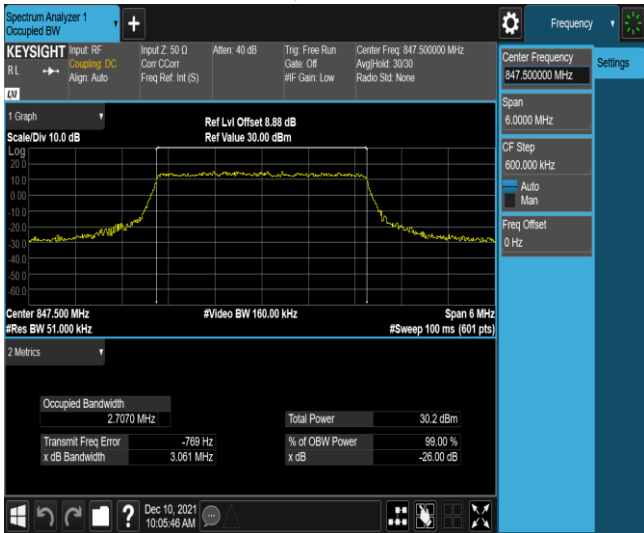 Spectrum Analyzer 1
Occupied BW
+
Frequency
KEYSIGHT
RL
LXI
Input: RF
Coupling: DC
Align: Auto
Input Z: 50 Ω
Corr CCorr
Freq Ref: Int (S)
Atten: 40 dB
Trig: Free Run
Gate: Off
#IF Gain: Low
Center Freq: 847.500000 MHz
Avg|Hold: 30/30
Radio Std: None
Center Frequency
847.500000 MHz
Settings
Span
6.0000 MHz
CF Step
600.000 kHz
Auto
Man
Freq Offset
0 Hz
1 Graph
Scale/Div 10.0 dB
Ref Lvl Offset 8.88 dB
Ref Value 30.00 dBm
Log
20.0
10.0
0.00
-10.0
-20.0
-30.0
-40.0
-50.0
-60.0
Center 847.500 MHz
#Video BW 160.00 kHz
Span 6 MHz
#Res BW 51.000 kHz
#Sweep 100 ms (601 pts)
2 Metrics
Occupied Bandwidth
2.7070 MHz
Total Power 30.2 dBm
Transmit Freq Error -769 Hz
% of OBW Power 99.00 %
x dB Bandwidth 3.061 MHz
x dB -26.00 dB
?
Dec 10, 2021
10:05:46 AM